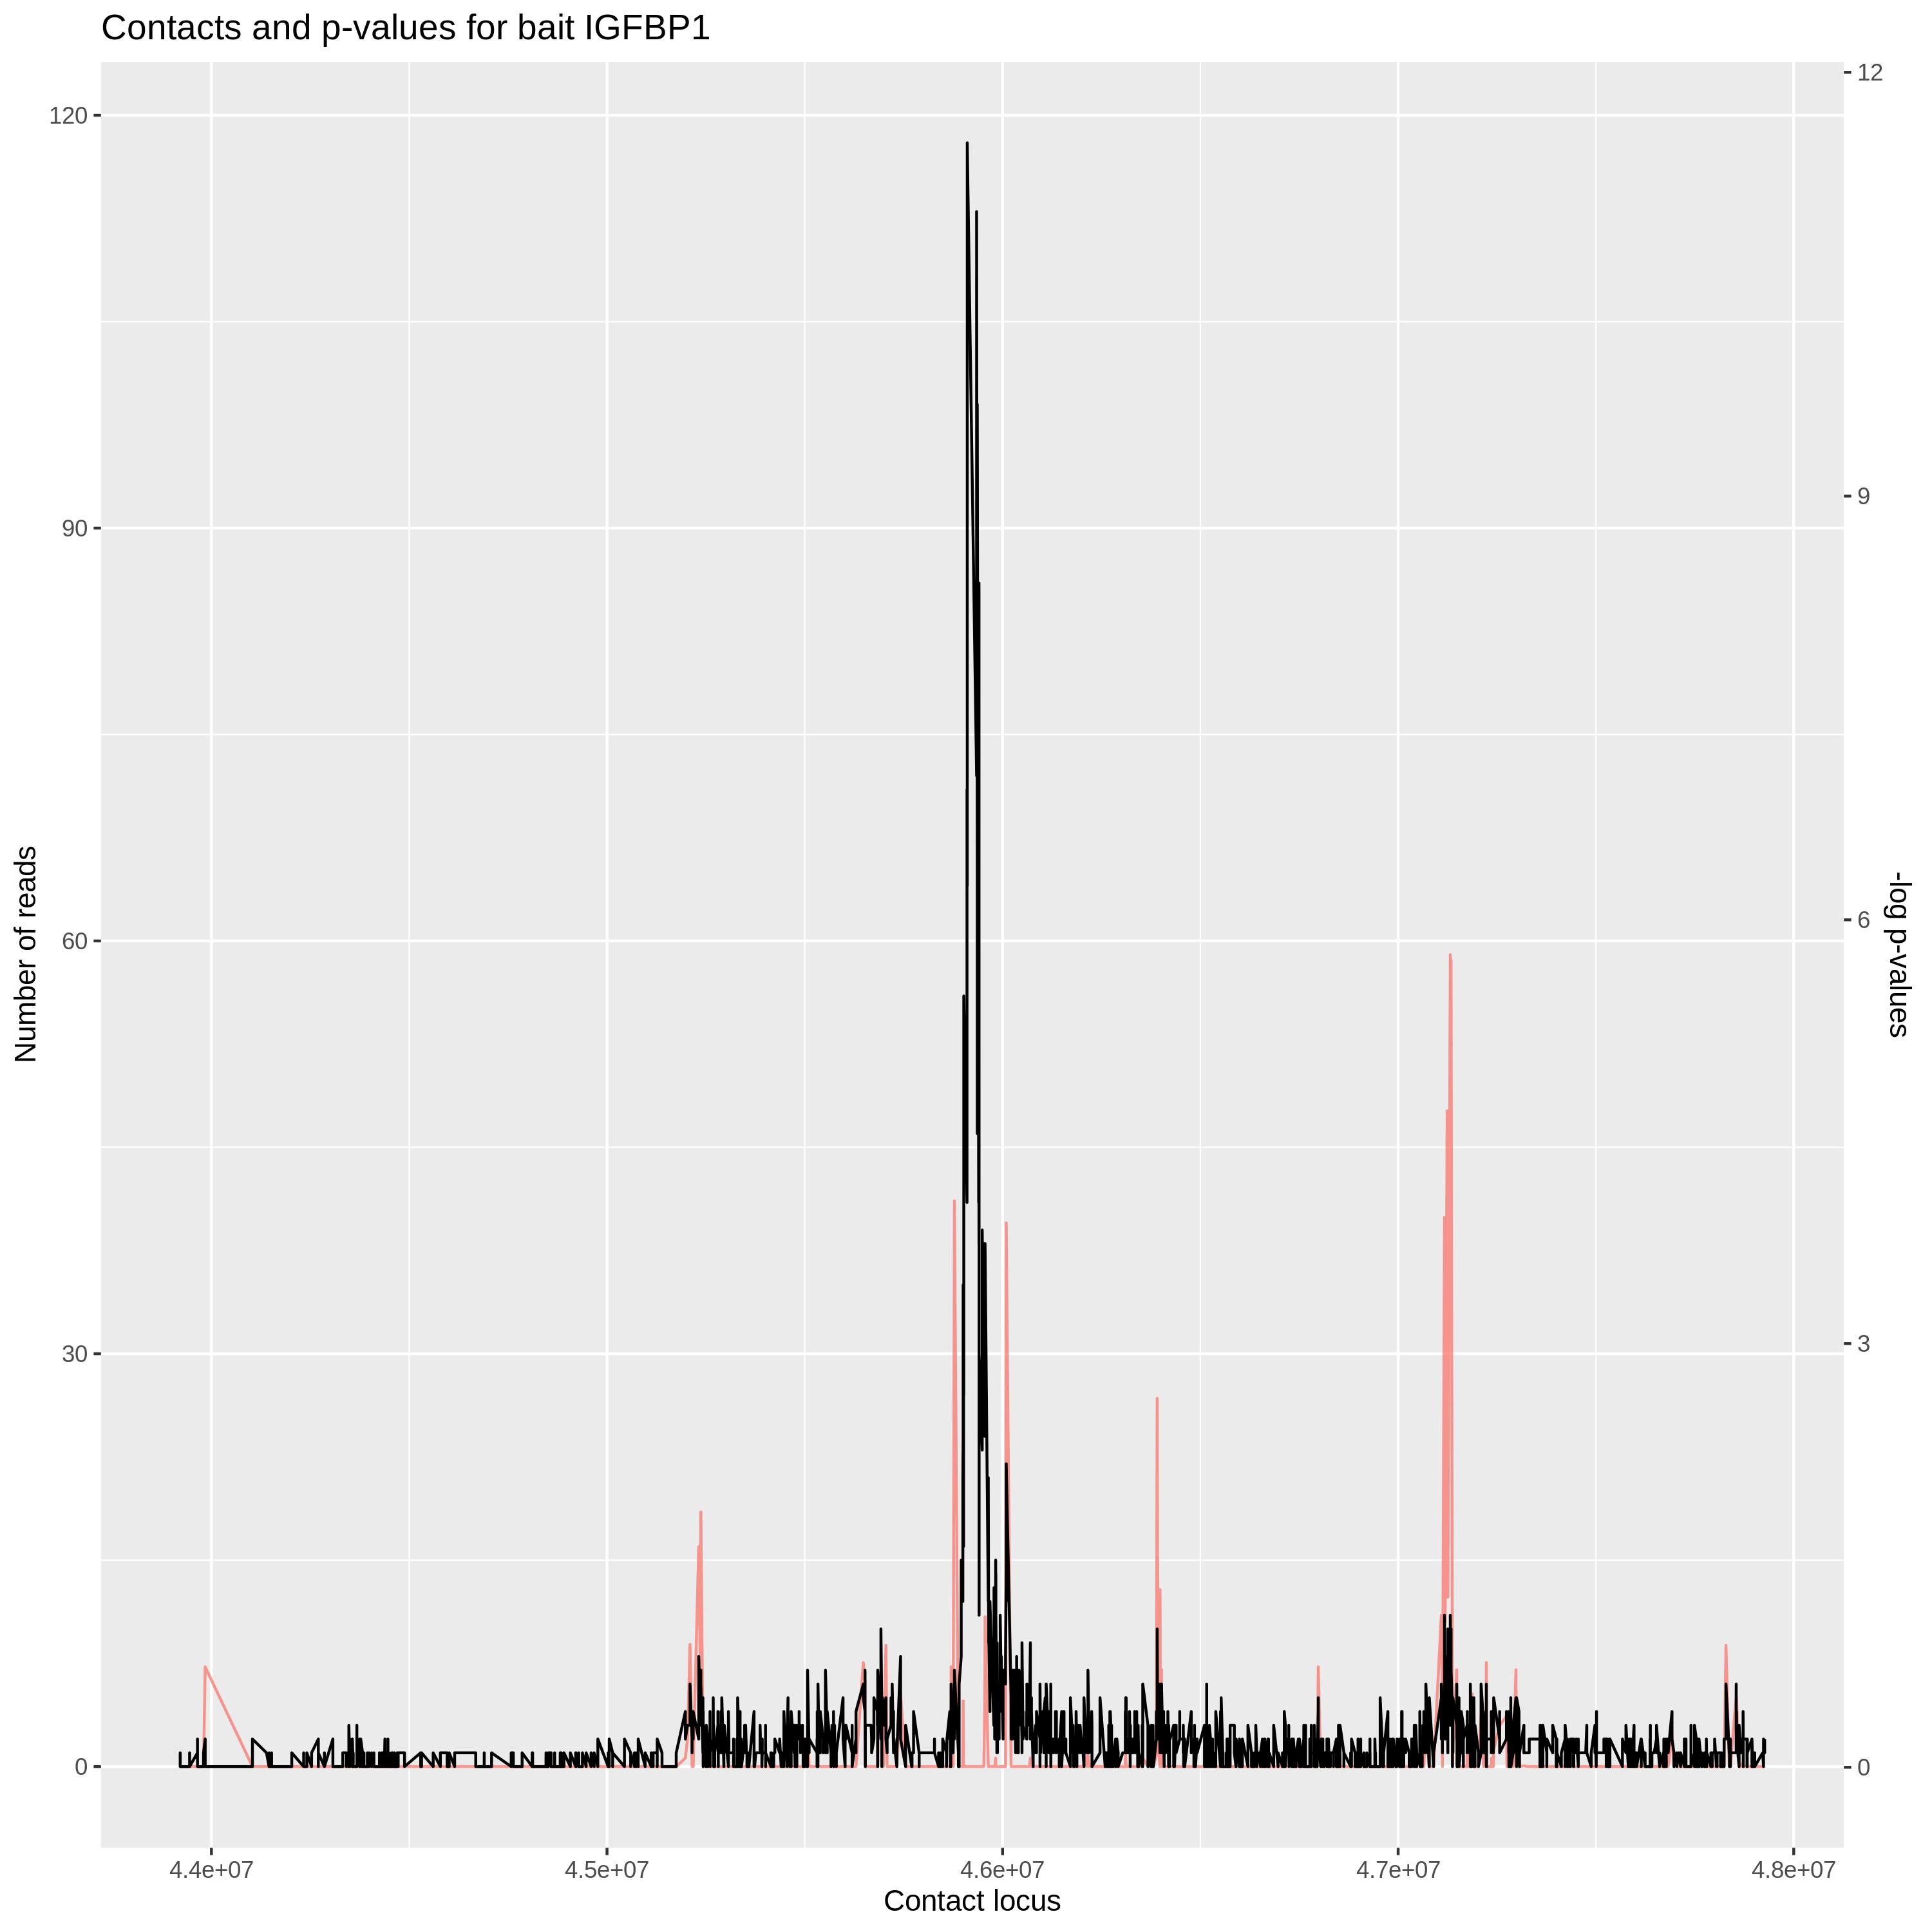 Contacts and p-values for bait IGFBP1
Number of reads
120
90
60
30
0
12
9
6
3
0
-log p-values
4.4e+07 4.5e+07 4.6e+07 4.7e+07 4.8e+07
Contact locus